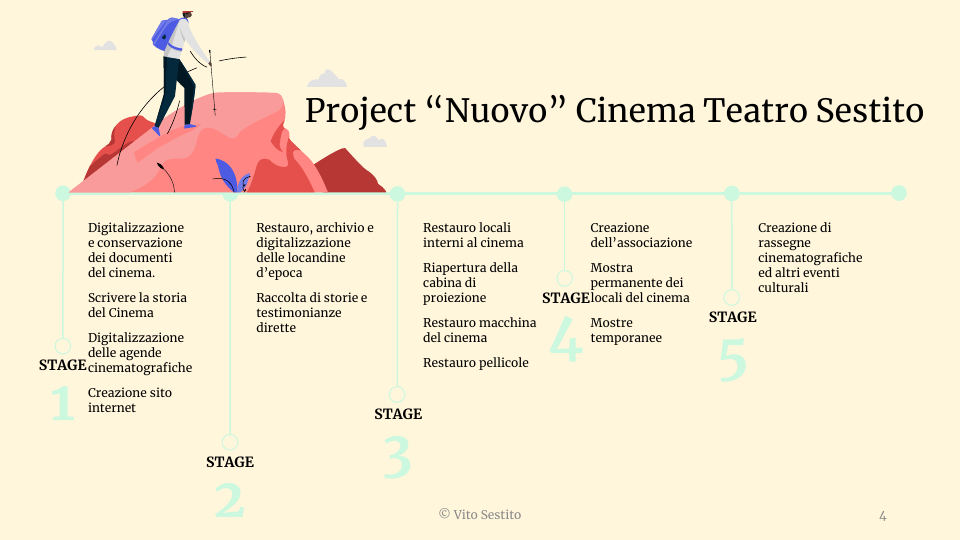 Project “Nuovo” Cinema Teatro Sestito
Digitalizzazione
e conservazione
dei documenti
del cinema.
Scrivere la storia
del Cinema
Digitalizzazione
delle agende
cinematografiche
Creazione sito
internet
STAGE
1
Restauro, archivio e
digitalizzazione
delle locandine
d’epoca
Raccolta di storie e
testimonianze
dirette
STAGE
2
Restauro locali
interni al cinema
Riapertura della
cabina di
proiezione
Restauro macchina
del cinema
Restauro pellicole
STAGE
3
Creazione
dell’associazione
Mostra
permanente dei
locali del cinema
Mostre
temporanee
STAGE
4
Creazione di
rassegne
cinematografiche
ed altri eventi
culturali
STAGE
5
© Vito Sestito
4